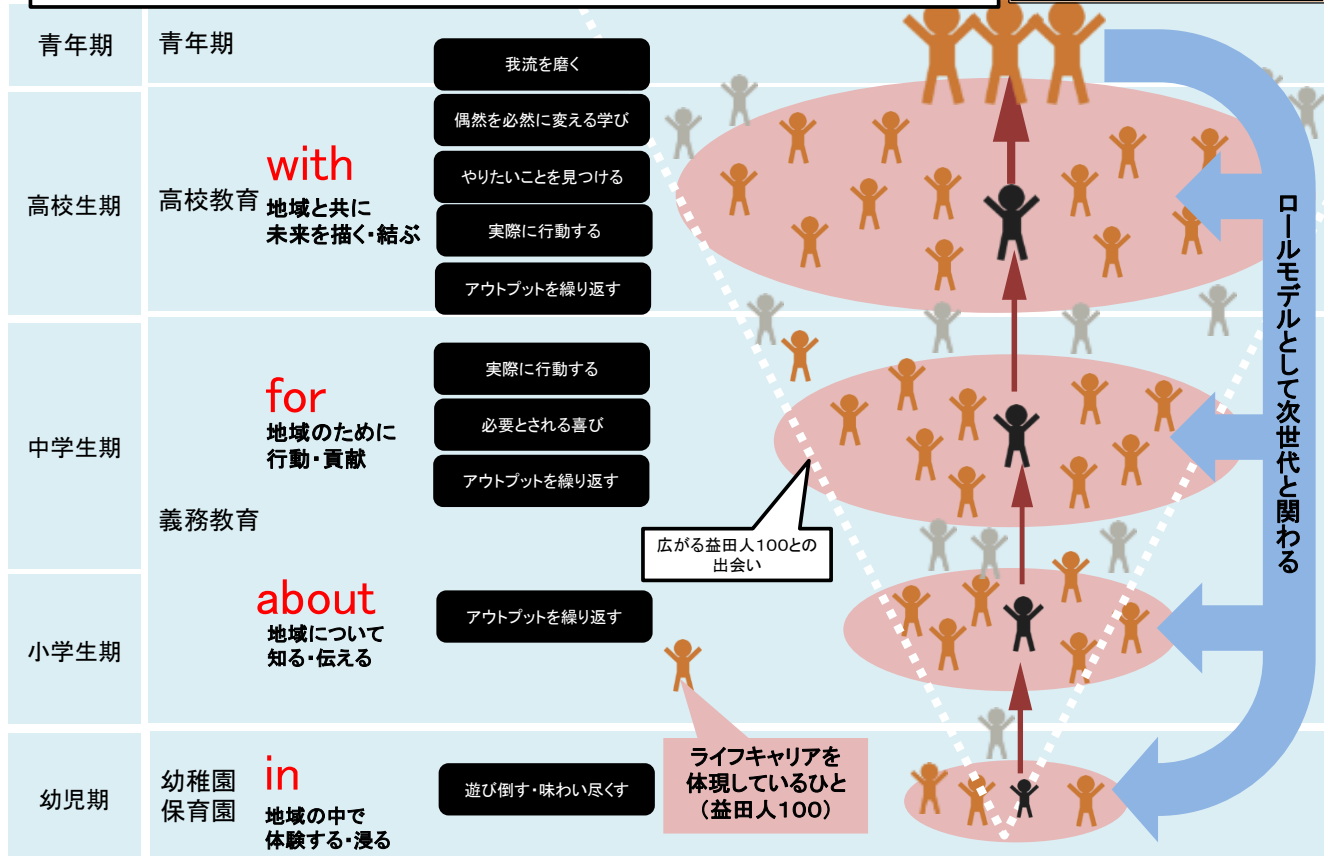 青年期
青年期
我流を磨く
高校生期
高校教育
with
地域と共に
未来を描く・結ぶ
偶然を必然に変える学び
やりたいことを見つける
実際に行動する
アウトプットを繰り返す
中学生期
for
地域のために
行動・貢献
実際に行動する
必要とされる喜び
アウトプットを繰り返す
義務教育
広がる益田人100との
出会い
小学生期
about
地域について
知る・伝える
アウトプットを繰り返す
幼児期
幼稚園
保育園
in
地域の中で
体験する・浸る
遊び倒す・味わい尽くす
ライフキャリアを
体現しているひと
（益田人100）
ロールモデルとして次世代と関わる